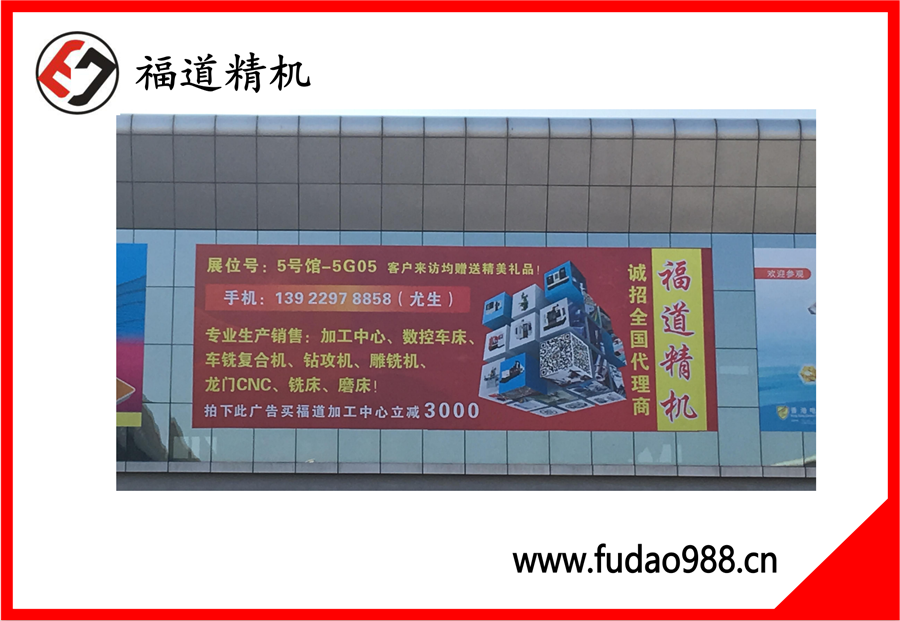 福道精机
展位号：5号馆-5G05 客户来访均赠送精美礼品！
手机：139 2297 8858（尤生）
专业生产销售：加工中心、数控车床、
车铣复合机、钻攻机、雕铣机、
龙门CNC、铣床、磨床！
拍下此广告买福道加工中心立减3000
诚招全国代理商
福道精机
欢迎参观
www.fudao988.cn